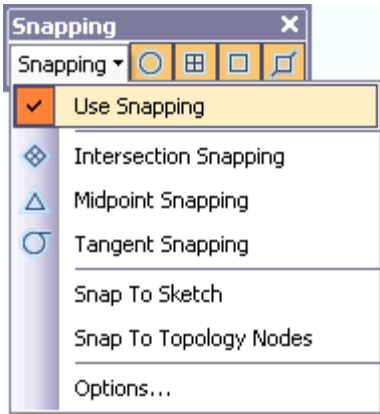 Snapping
Snapping
Use Snapping
Intersection Snapping
Midpoint Snapping
Tangent Snapping
Snap To Sketch
Snap To Topology Nodes
Options...